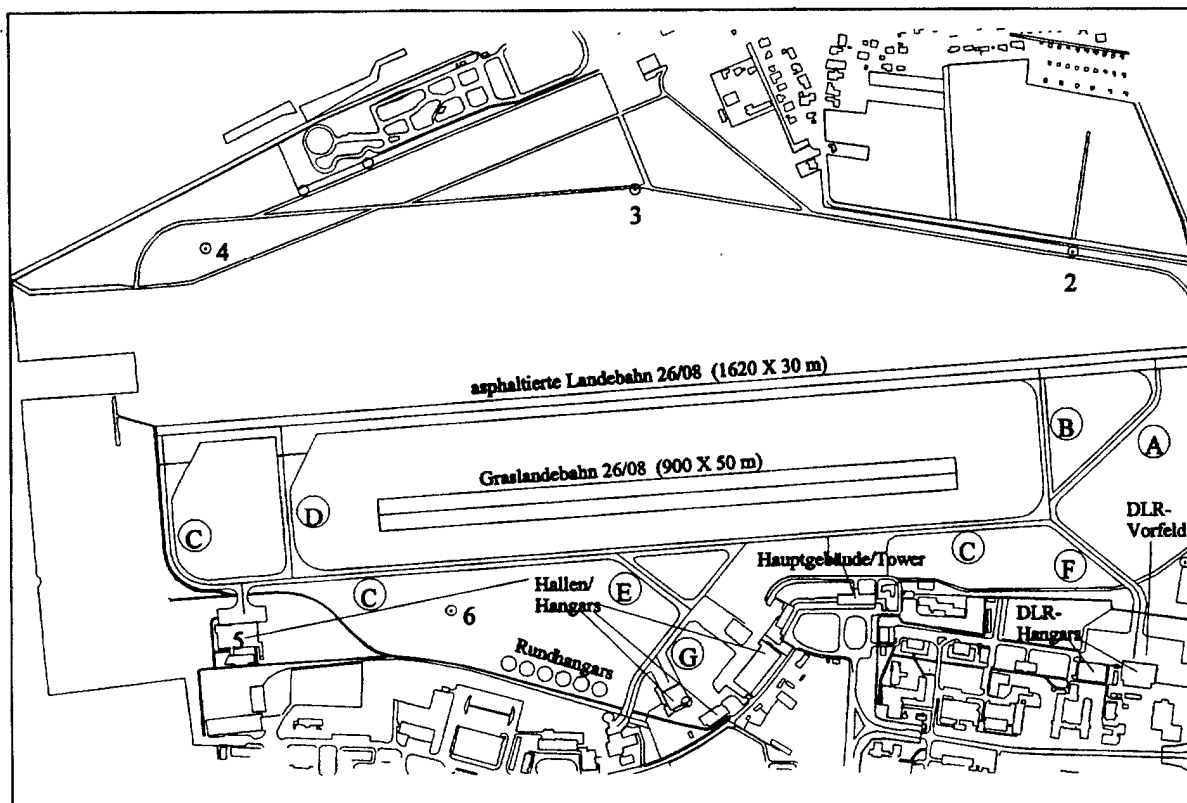 3
4
2
asphaltierte Landebahn 26/08 (1620 X 30 m)
B
A
Graslandebahn 26/08 (900 X 50 m)
C
D
DLR-
Vorfeld
Hauptgebäude/Tower
C
F
Hallen/
Hangars
E
C
6
5
DLR-
Hangars
G
Rundhangars